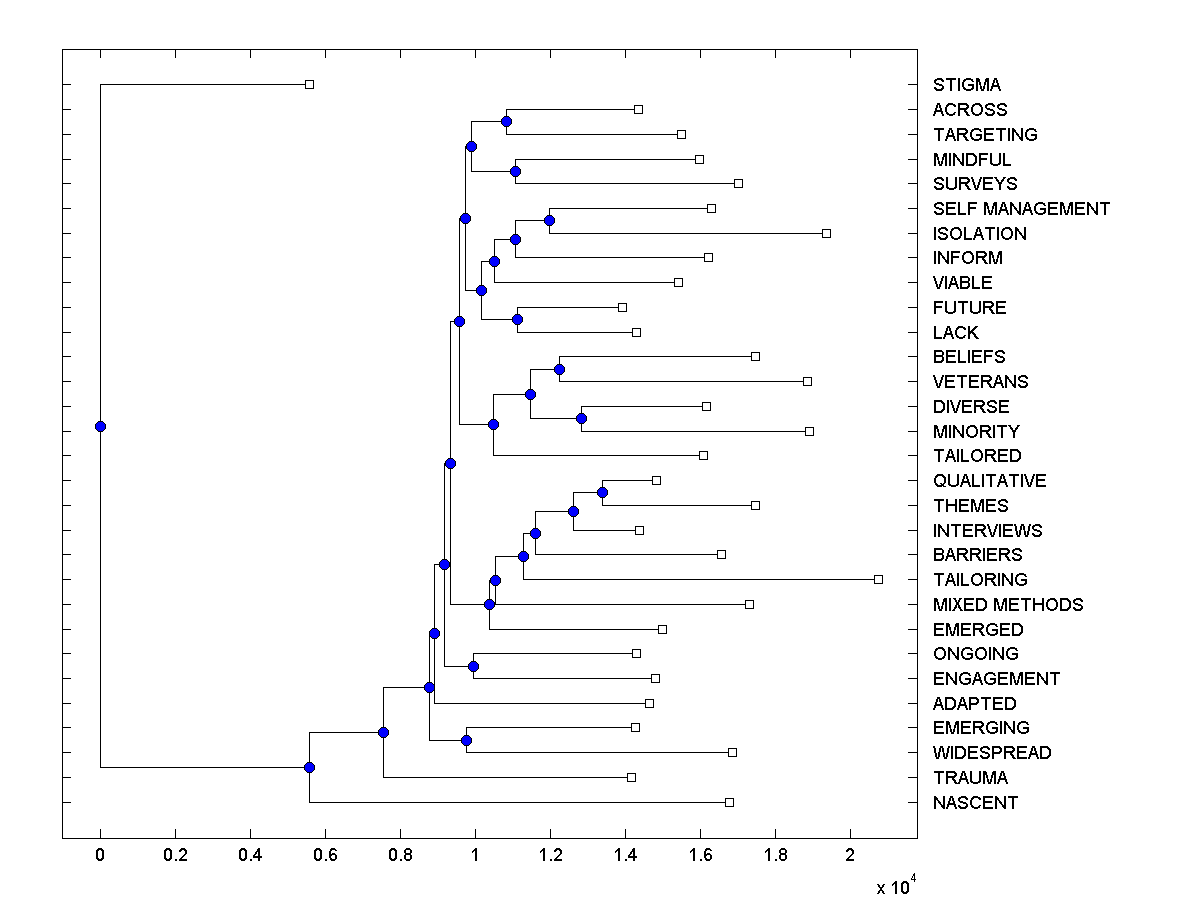 STIGMA
ACROSS
TARGETING
MINDFUL
SURVEYS
SELF MANAGEMENT
ISOLATION
INFORM
VIABLE
FUTURE
LACK
BELIEFS
VETERANS
DIVERSE
MINORITY
TAILORED
QUALITATIVE
THEMES
INTERVIEWS
BARRIERS
TAILORING
MIXED METHODS
EMERGED
ONGOING
ENGAGEMENT
ADAPTED
EMERGING
WIDESPREAD
TRAUMA
NASCENT
0 0.2 0.4 0.6 0.8 1 1.2 1.4 1.6 1.8 2
x 10^4